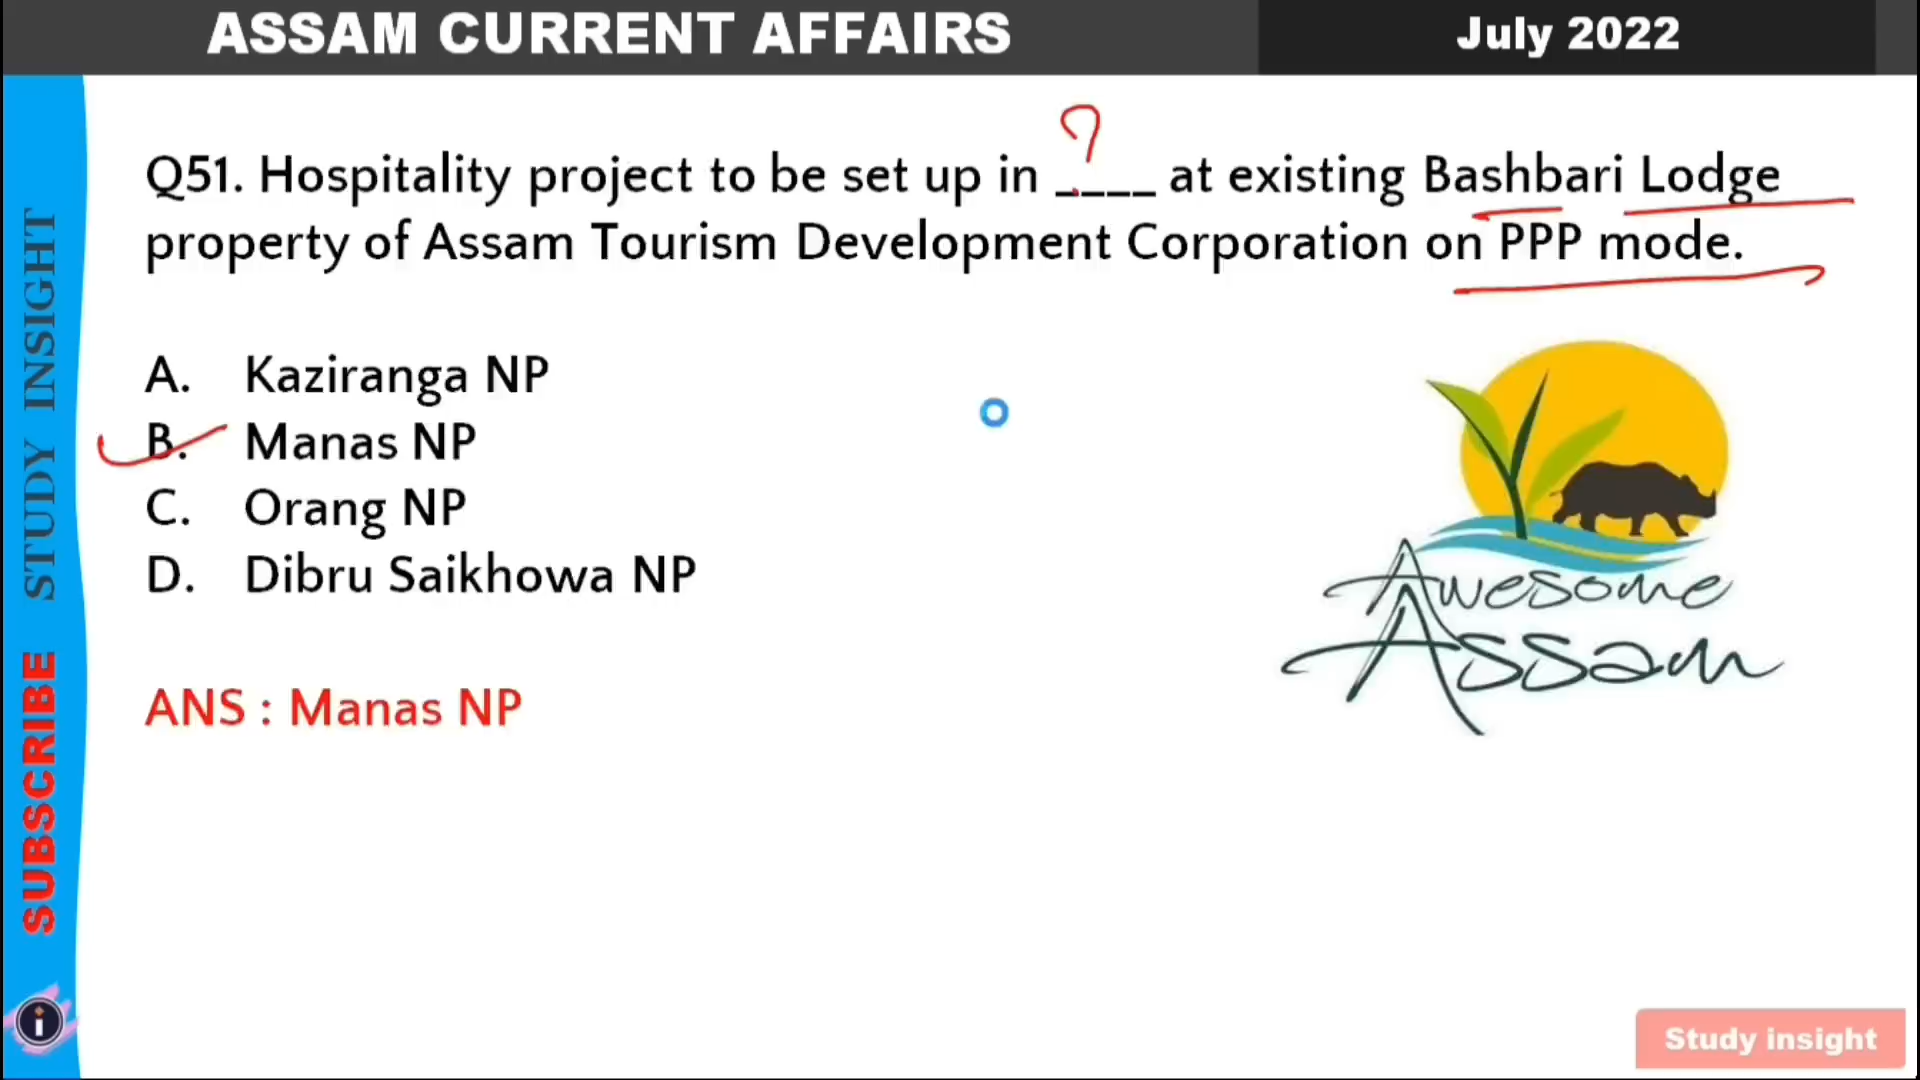 ASSAM CURRENT AFFAIRS
July 2022
Q51. Hospitality project to be set up in ____ at existing Bashbari Lodge
property of Assam Tourism Development Corporation on PPP mode.
?
A. Kaziranga NP
B. Manas NP
C. Orang NP
D. Dibru Saikhowa NP
ANS : Manas NP
Awesome
Assam
SUBSCRIBE STUDY INSIGHT
i
Study insight